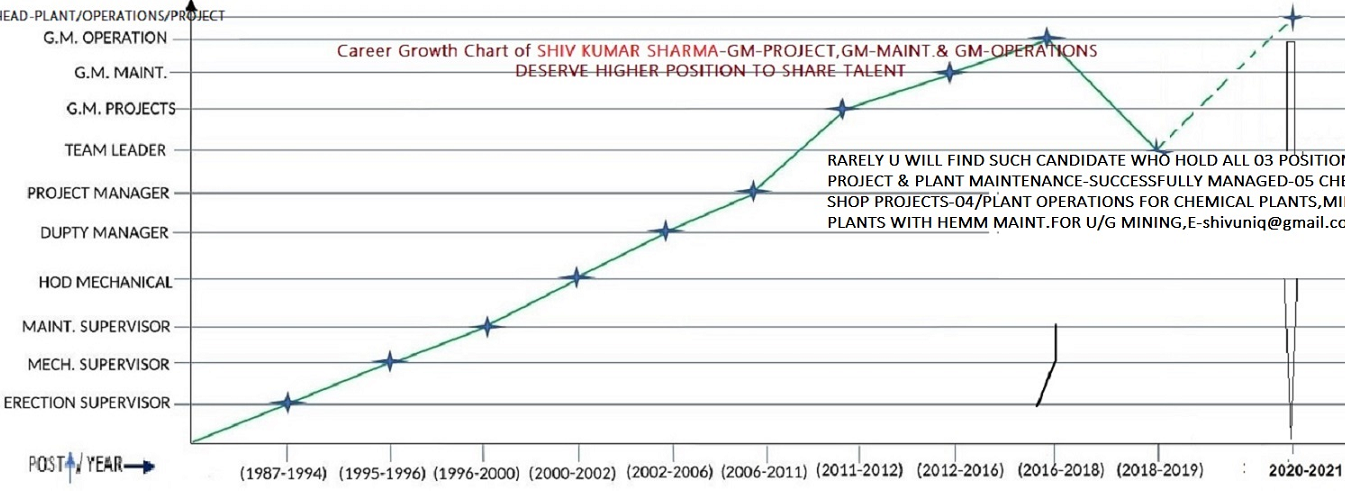 HEAD-PLANT/OPERATIONS/PROJECT
G.M. OPERATION
Career Growth Chart of SHIV KUMAR SHARMA-GM-PROJECT,GM-MAINT.& GM-OPERATIONS
DESERVE HIGHER POSITION TO SHARE TALENT
G.M. MAINT.
G.M. PROJECTS
TEAM LEADER
RARELY U WILL FIND SUCH CANDIDATE WHO HOLD ALL 03 POSITION
PROJECT & PLANT MAINTENANCE-SUCCESSFULLY MANAGED-05 CHE
SHOP PROJECTS-04/PLANT OPERATIONS FOR CHEMICAL PLANTS,MI
PLANTS WITH HEMM MAINT.FOR U/G MINING,E-shivuniq@gmail.co
PROJECT MANAGER
DUPTY MANAGER
HOD MECHANICAL
MAINT. SUPERVISOR
MECH. SUPERVISOR
ERECTION SUPERVISOR
POST / YEAR
(1987-1994) (1995-1996) (1996-2000) (2000-2002) (2002-2006) (2006-2011) (2011-2012) (2012-2016) (2016-2018) (2018-2019) : 2020-2021